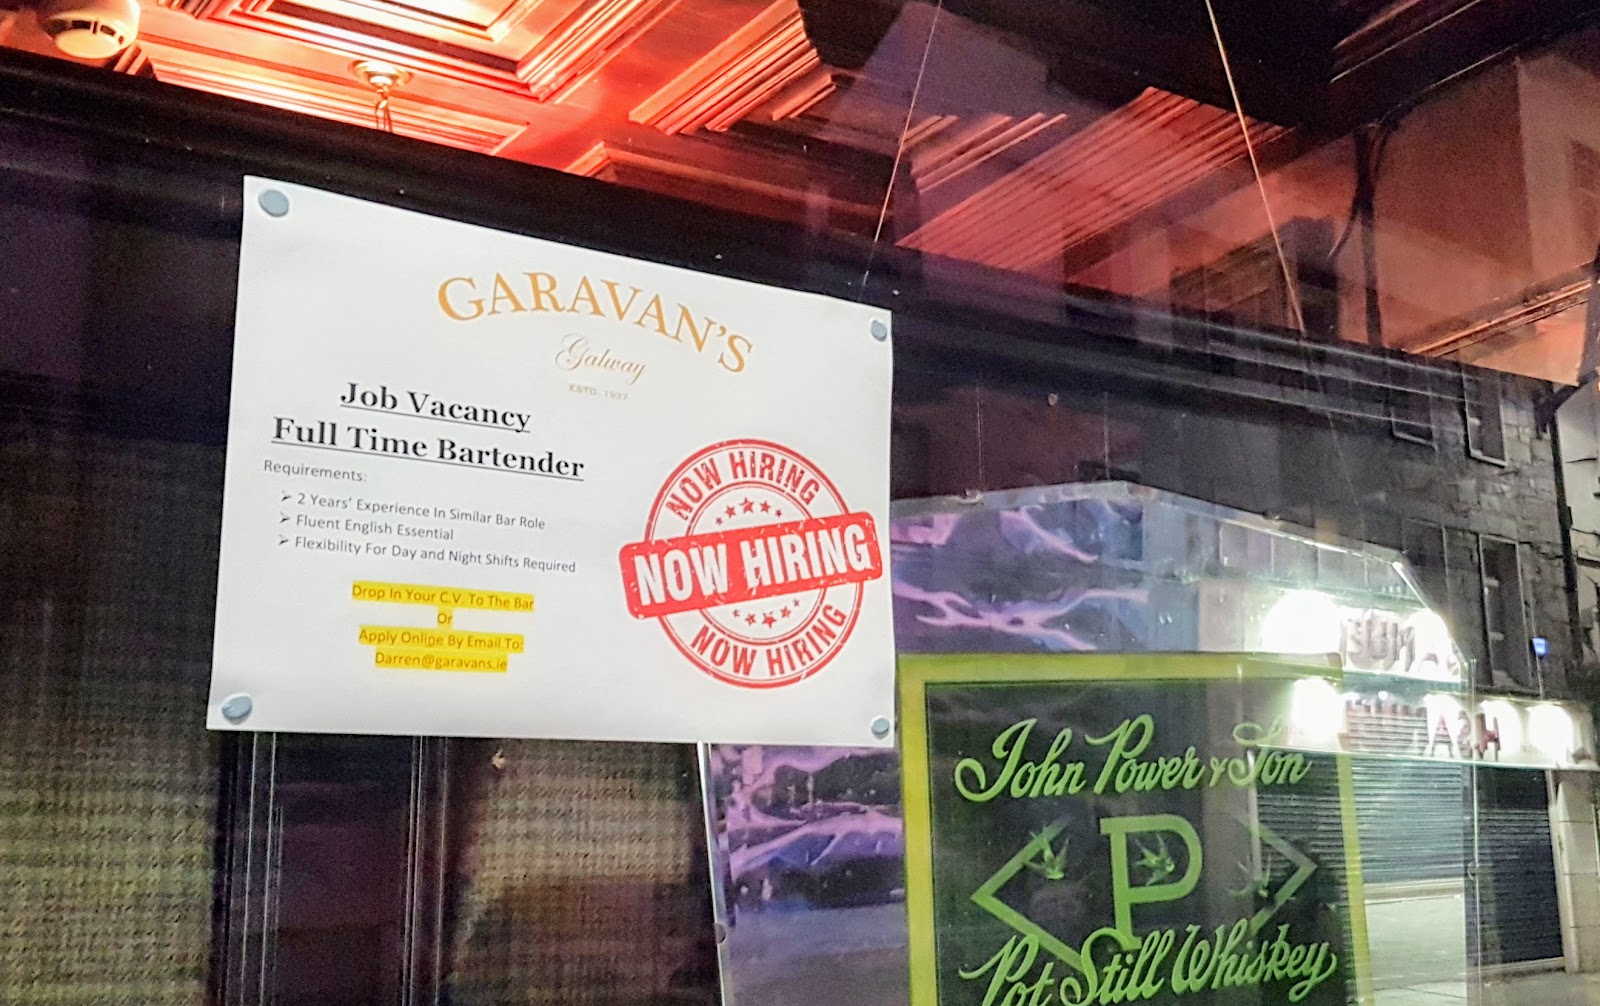 GARAVAN'S
Galway
ESTD. 1937
Job Vacancy
Full Time Bartender
Requirements:
➢ 2 Years' Experience In Similar Bar Role
➢ Fluent English Essential
➢ Flexibility For Day and Night Shifts Required
Drop In Your C.V. To The Bar
Or
Apply Online By Email To:
Darren@garavans.ie
NOW HIRING
NOW HIRING
NOW HIRING
John Power & Son
P
Pot Still Whiskey